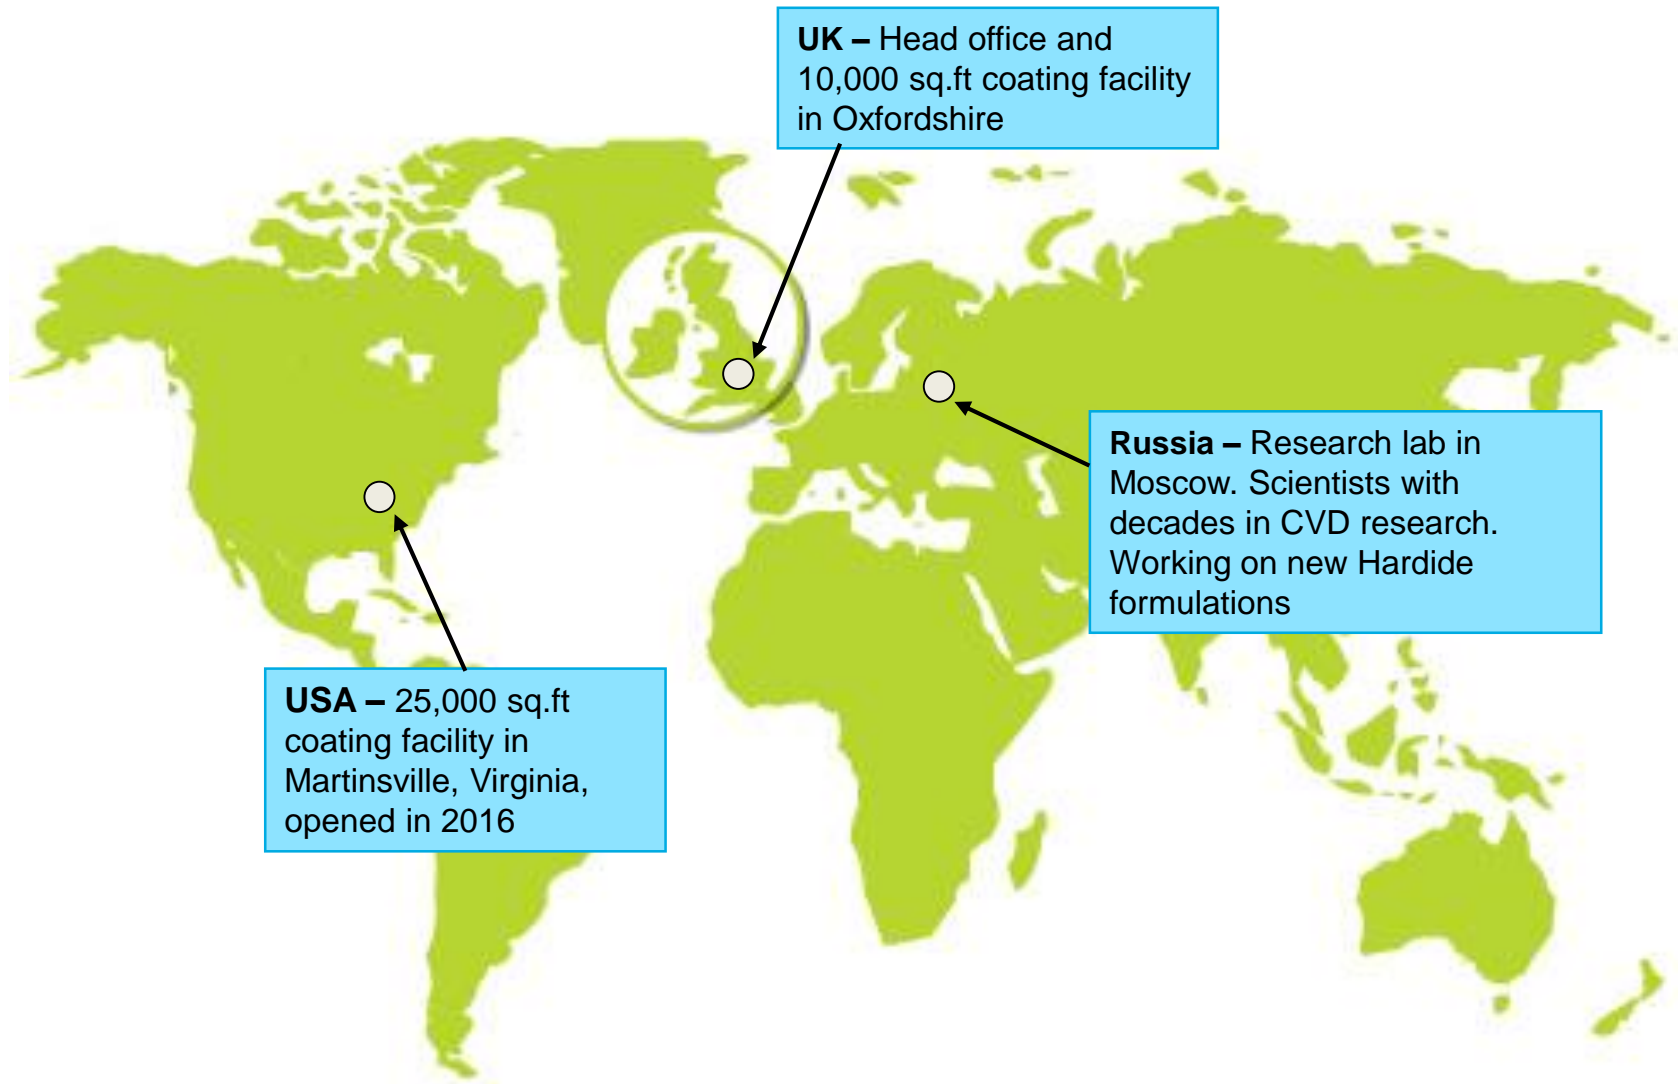 UK – Head office and
10,000 sq.ft coating facility
in Oxfordshire
Russia – Research lab in
Moscow. Scientists with
decades in CVD research.
Working on new Hardide
formulations
USA – 25,000 sq.ft
coating facility in
Martinsville, Virginia,
opened in 2016